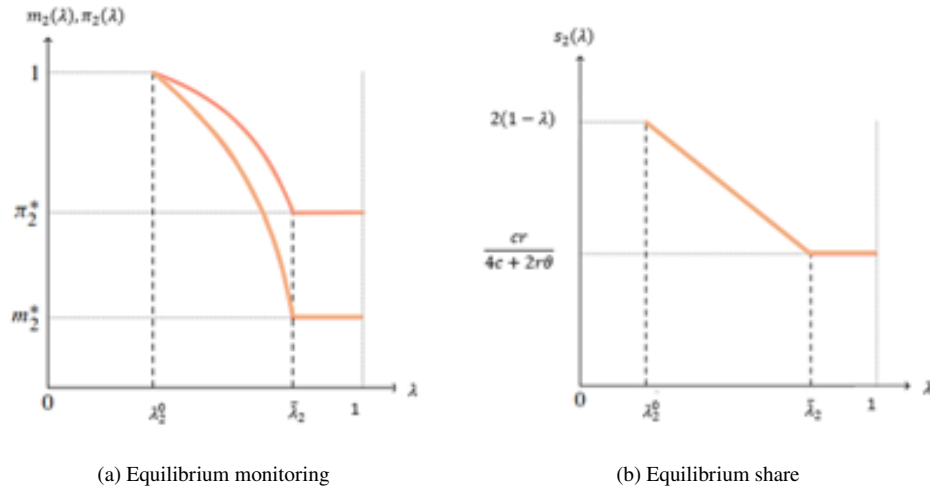 m₂(λ), π₂(λ)
1
π₂*
m₂*
0
λ₂⁰
λ̄₂
1
λ
(a) Equilibrium monitoring
s₂(λ)
2(1 − λ)
cr
4c + 2rθ
0
λ₂⁰
λ̄₂
1
λ
(b) Equilibrium share